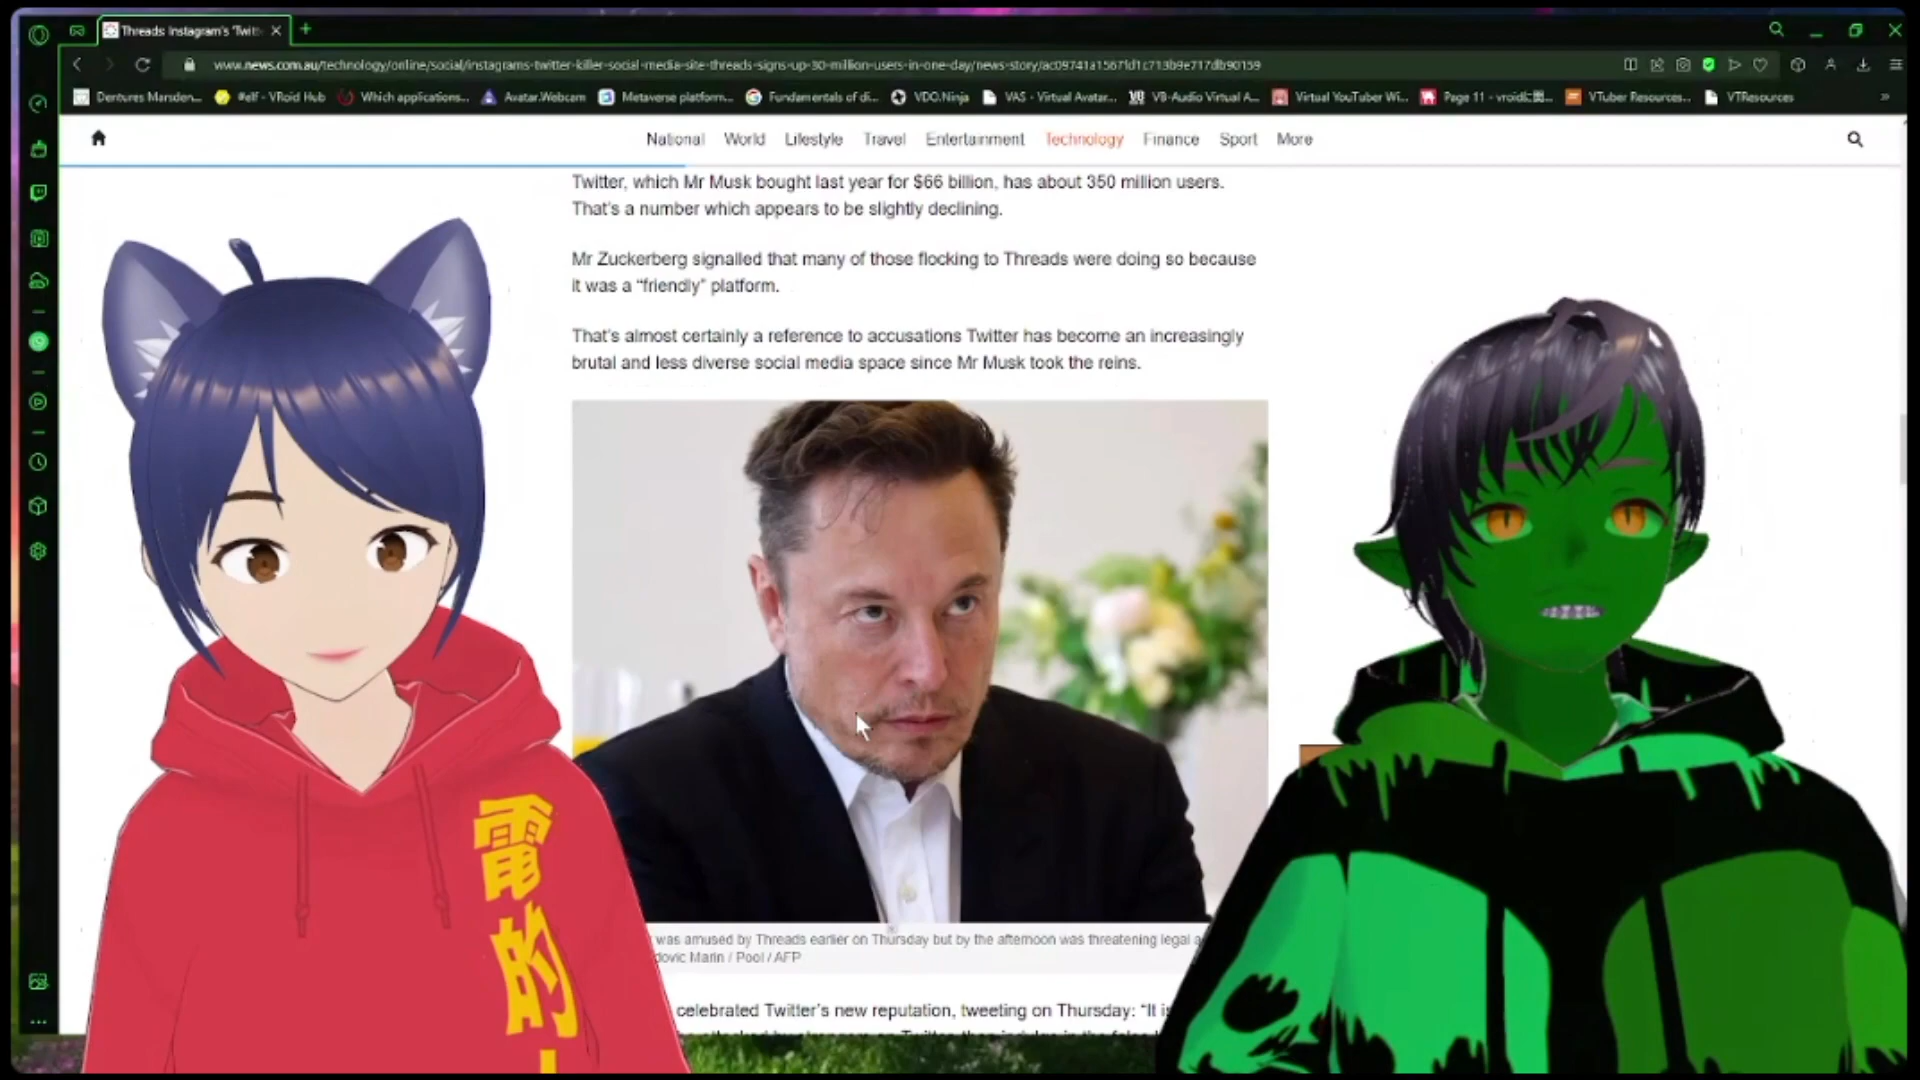 Threads: Instagram's 'Twitt
www.news.com.au/technology/online/social/instagrams-twitter-killer-social-media-site-threads-signs-up-30-million-users-in-one-day/news-story/ac09741a1567fd1c713b9e717db90159
Dentures Marsden... #elf - VRoid Hub Which applications... Avatar.Webcam Metaverse platform... Fundamentals of di... VDO.Ninja VAS - Virtual Avatar... VB-Audio Virtual A... Virtual YouTuber Wi... Page 11 - vroid VTuber Resources... VTResources
National World Lifestyle Travel Entertainment Technology Finance Sport More
Twitter, which Mr Musk bought last year for $66 billion, has about 350 million users.
That's a number which appears to be slightly declining.
Mr Zuckerberg signalled that many of those flocking to Threads were doing so because
it was a “friendly” platform.
That's almost certainly a reference to accusations Twitter has become an increasingly
brutal and less diverse social media space since Mr Musk took the reins.
電的
was amused by Threads earlier on Thursday but by the afternoon was threatening legal a
dovic Marin / Pool / AFP
celebrated Twitter's new reputation, tweeting on Thursday: “It is